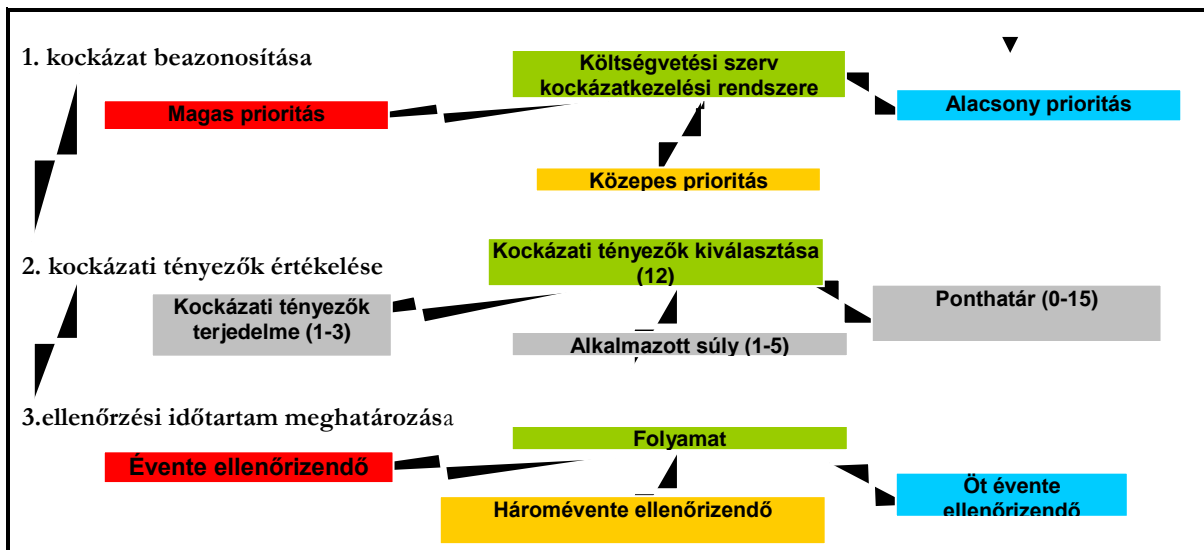 1. kockázat beazonosítása
Költségvetési szerv
kockázatkezelési rendszere
Magas prioritás
Alacsony prioritás
Közepes prioritás
2. kockázati tényezők értékelése
Kockázati tényezők kiválasztása
(12)
Kockázati tényezők
terjedelme (1-3)
Ponthatár (0-15)
Alkalmazott súly (1-5)
3.ellenőrzési időtartam meghatározása
Folyamat
Évente ellenőrizendő
Háromévente ellenőrizendő
Öt évente
ellenőrizendő